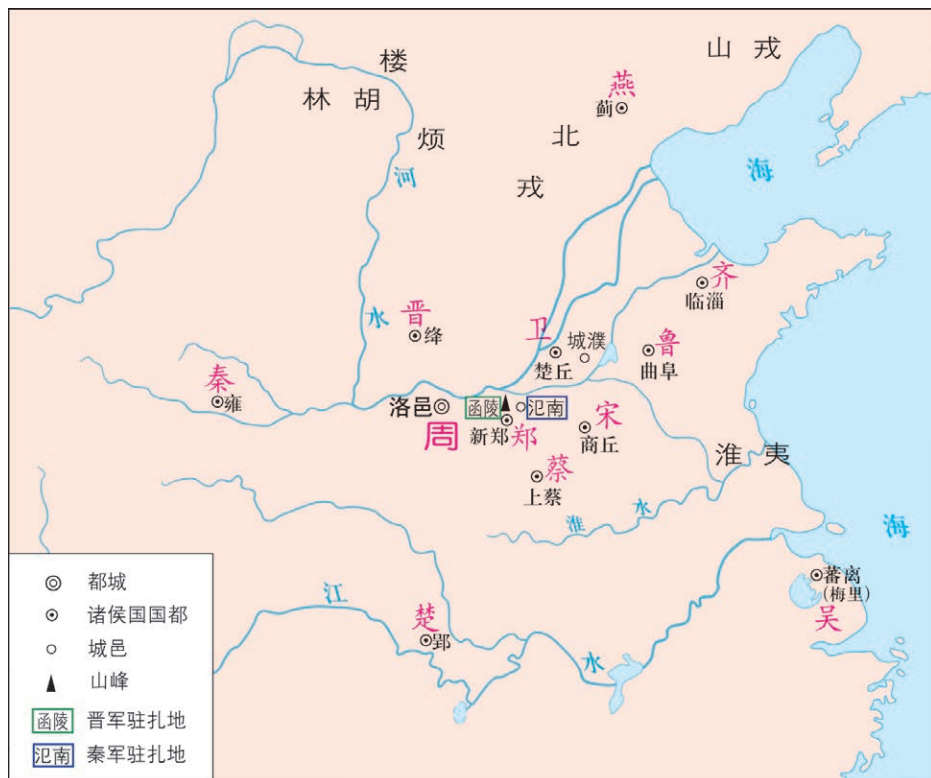 山戎
楼
烦
林胡
燕
蓟
北
戎
河
水
海
齐
临淄
晋
绛
卫
楚丘
城濮
鲁
曲阜
秦
雍
洛邑
周
函陵
氾南
新郑
郑
宋
商丘
蔡
上蔡
淮夷
淮
水
海
蕃离
(梅里)
吴
江
水
楚
郢
都城
诸侯国国都
城邑
山峰
函陵 晋军驻扎地
氾南 秦军驻扎地